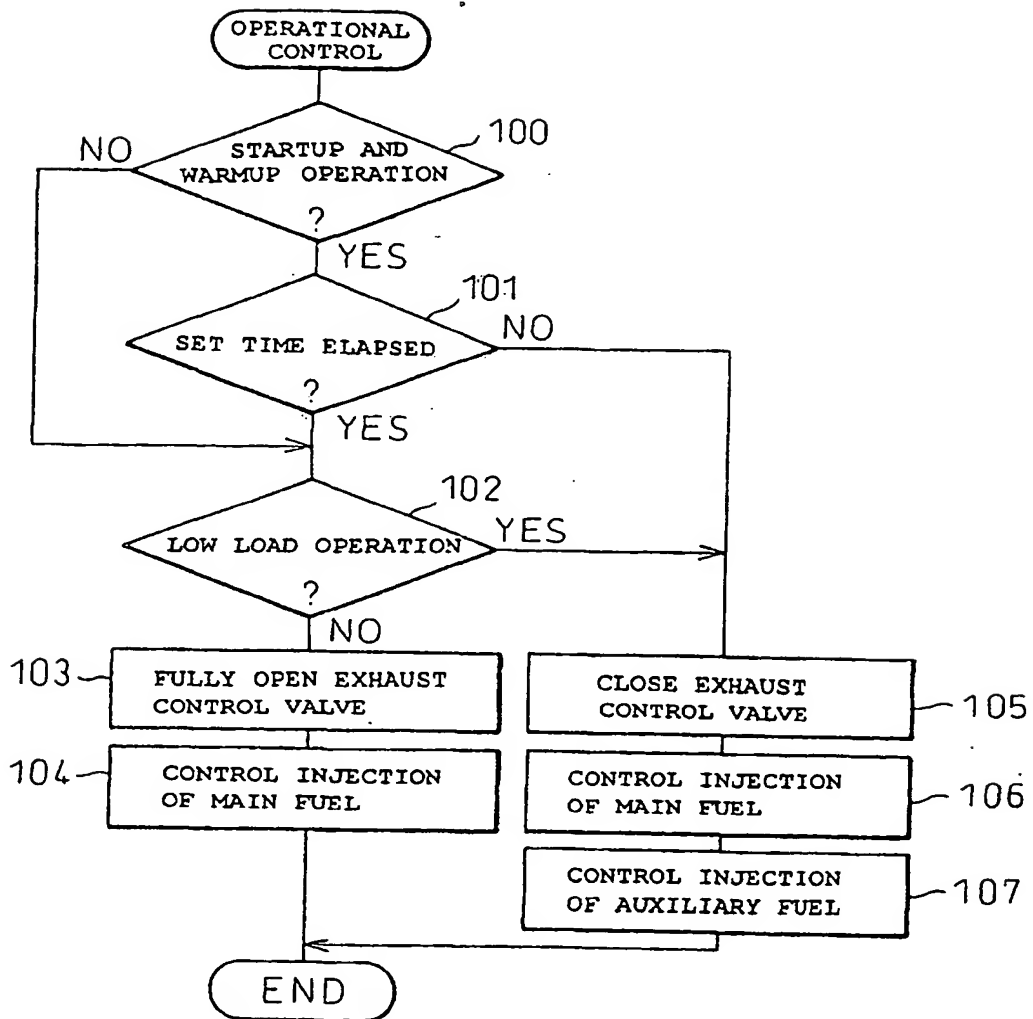 OPERATIONAL
CONTROL
100
NO
STARTUP AND
WARMUP OPERATION
?
YES
101
NO
SET TIME ELAPSED
?
YES
102
YES
LOW LOAD OPERATION
?
NO
103
FULLY OPEN EXHAUST
CONTROL VALVE
CLOSE EXHAUST
CONTROL VALVE
105
104
CONTROL INJECTION
OF MAIN FUEL
CONTROL INJECTION
OF MAIN FUEL
106
CONTROL INJECTION
OF AUXILIARY FUEL
107
END